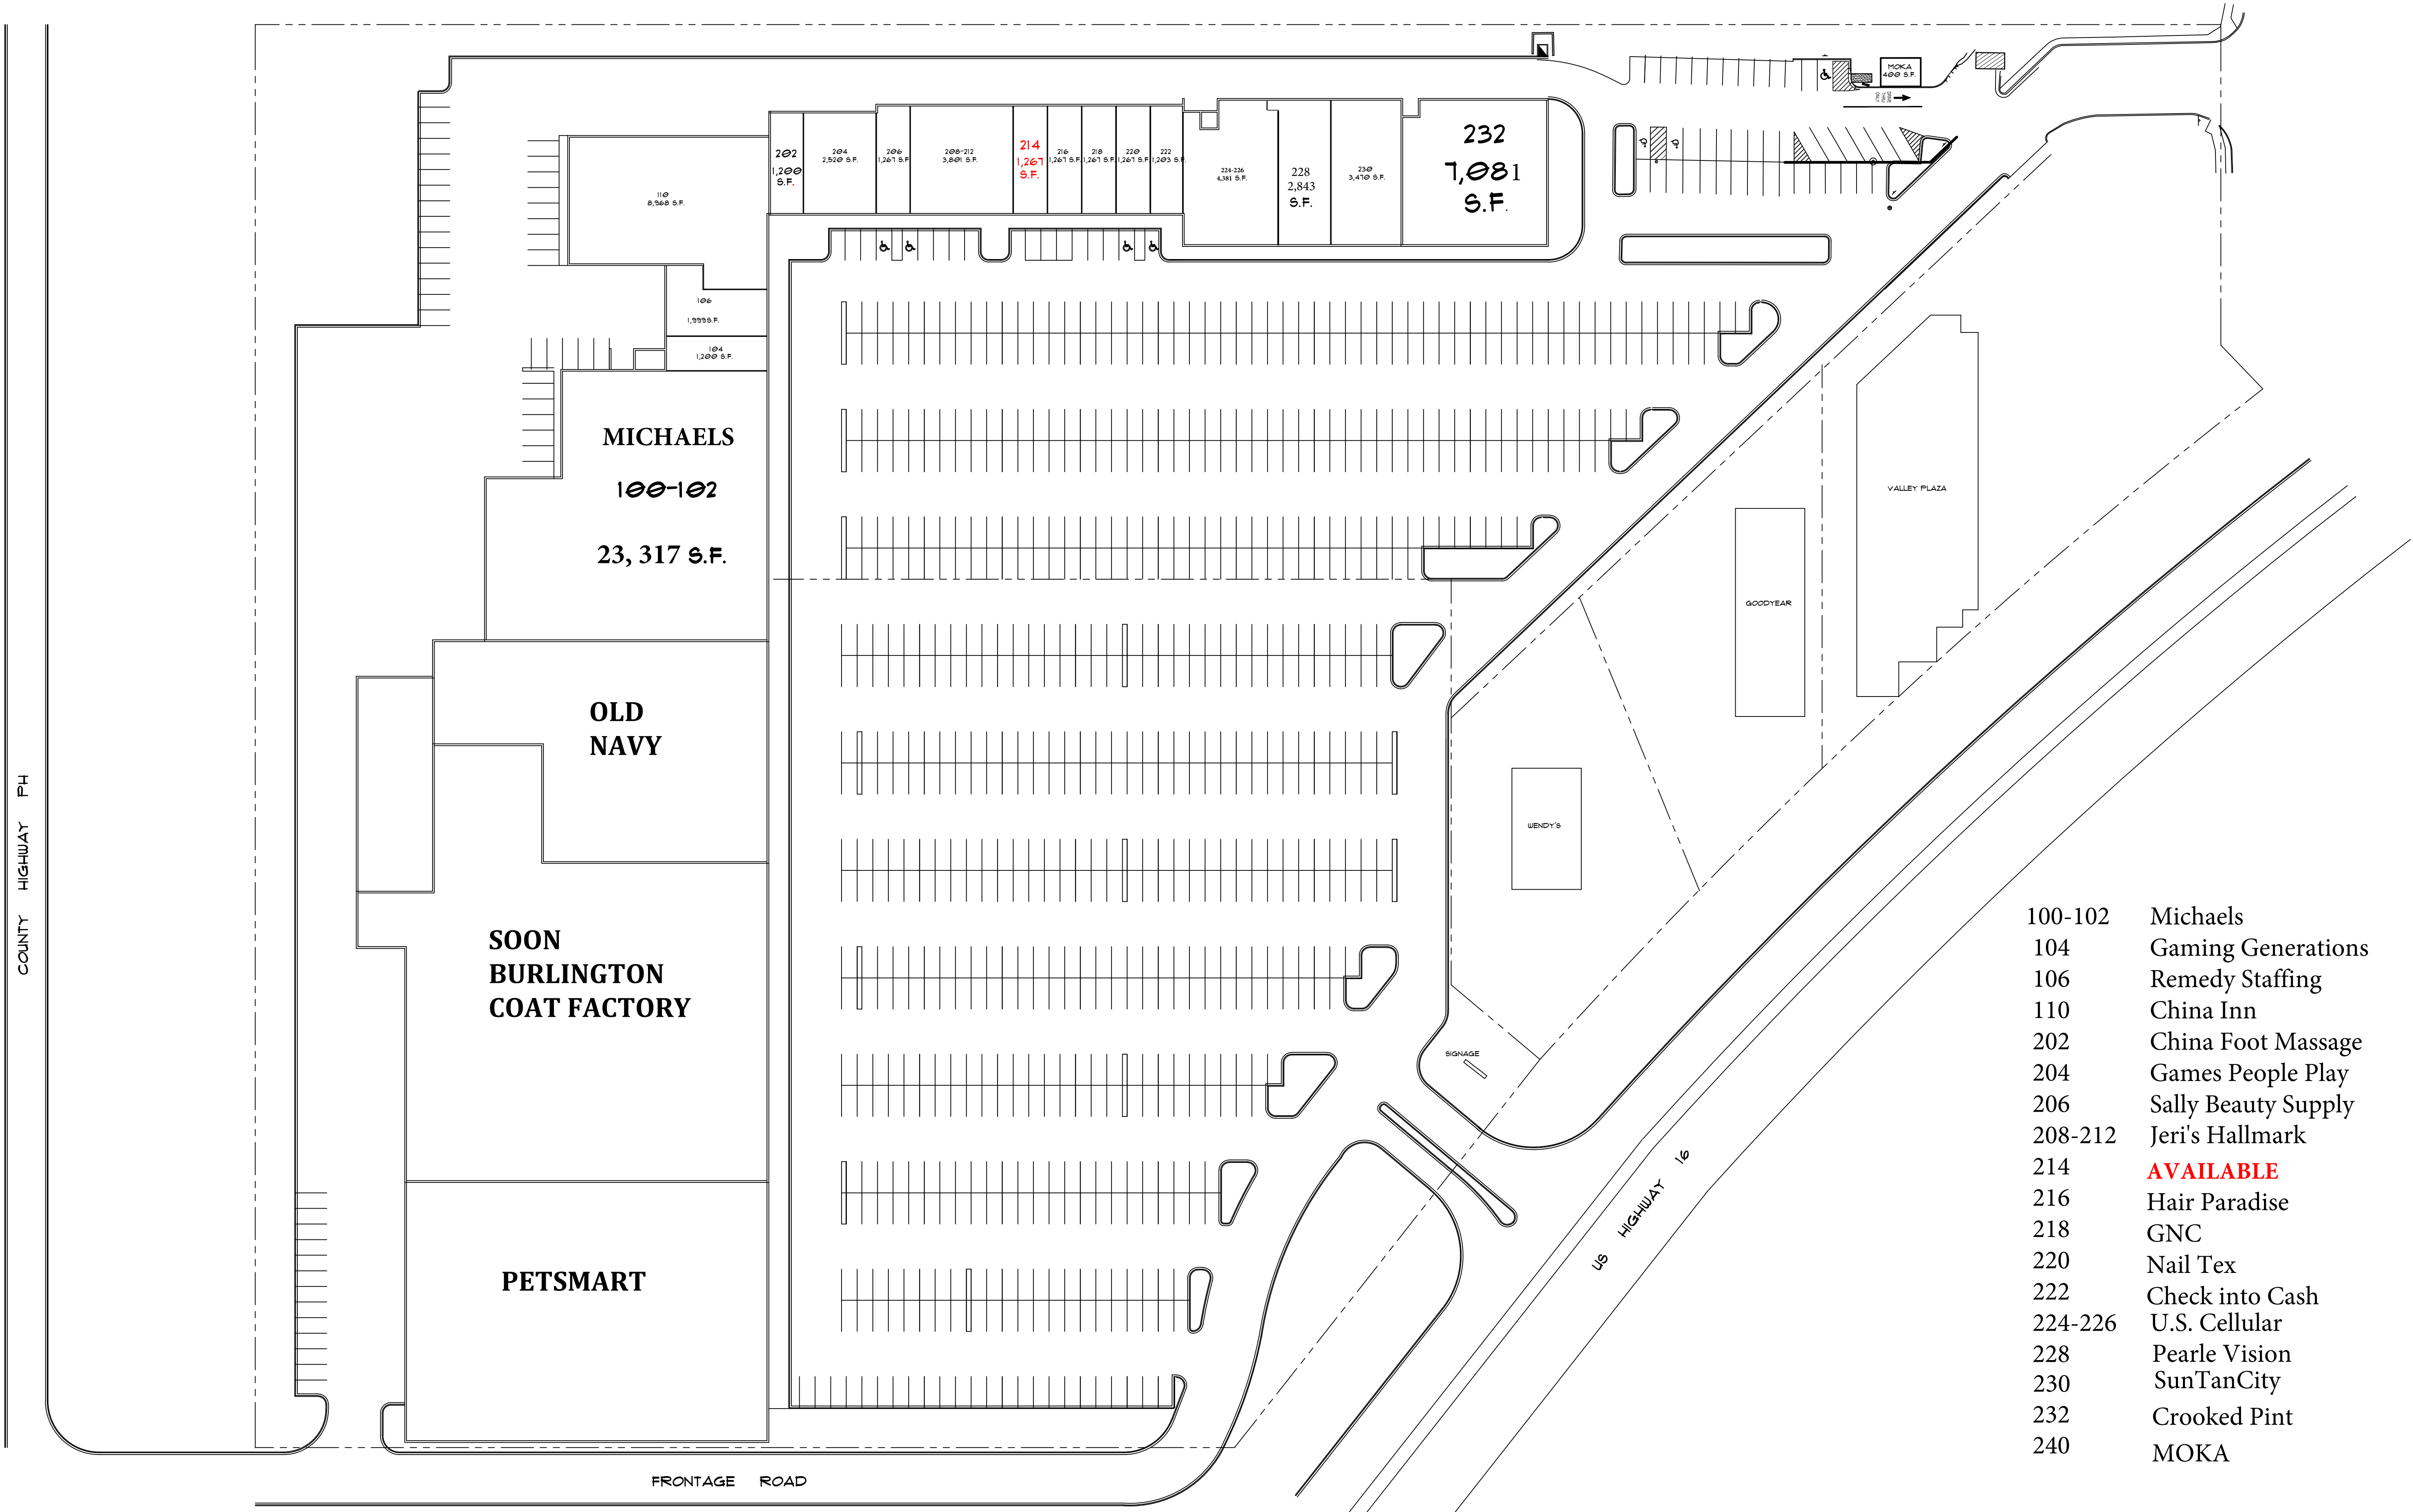 MOKA
400 S.F.
DRIVE
THRU
ONLY
202
1,200
S.F.
204
2,520 S.F.
206
1,267 S.F.
208-212
3,801 S.F.
214
1,267
S.F.
216
1,267 S.F.
218
1,267 S.F.
220
1,267 S.F.
222
1,203 S.F.
224-226
4,381 S.F.
228
2,843
S.F.
230
3,470 S.F.
232
7,081
S.F.
110
8,968 S.F.
106
1,999 S.F.
104
1,200 S.F.
MICHAELS
100-102
23, 317 S.F.
OLD
NAVY
SOON
BURLINGTON
COAT FACTORY
PETSMART
VALLEY PLAZA
GOODYEAR
WENDY'S
SIGNAGE
COUNTY HIGHWAY PH
US HIGHWAY 16
FRONTAGE ROAD
100-102 Michaels
104 Gaming Generations
106 Remedy Staffing
110 China Inn
202 China Foot Massage
204 Games People Play
206 Sally Beauty Supply
208-212 Jeri's Hallmark
214 AVAILABLE
216 Hair Paradise
218 GNC
220 Nail Tex
222 Check into Cash
224-226 U.S. Cellular
228 Pearle Vision
230 SunTanCity
232 Crooked Pint
240 MOKA